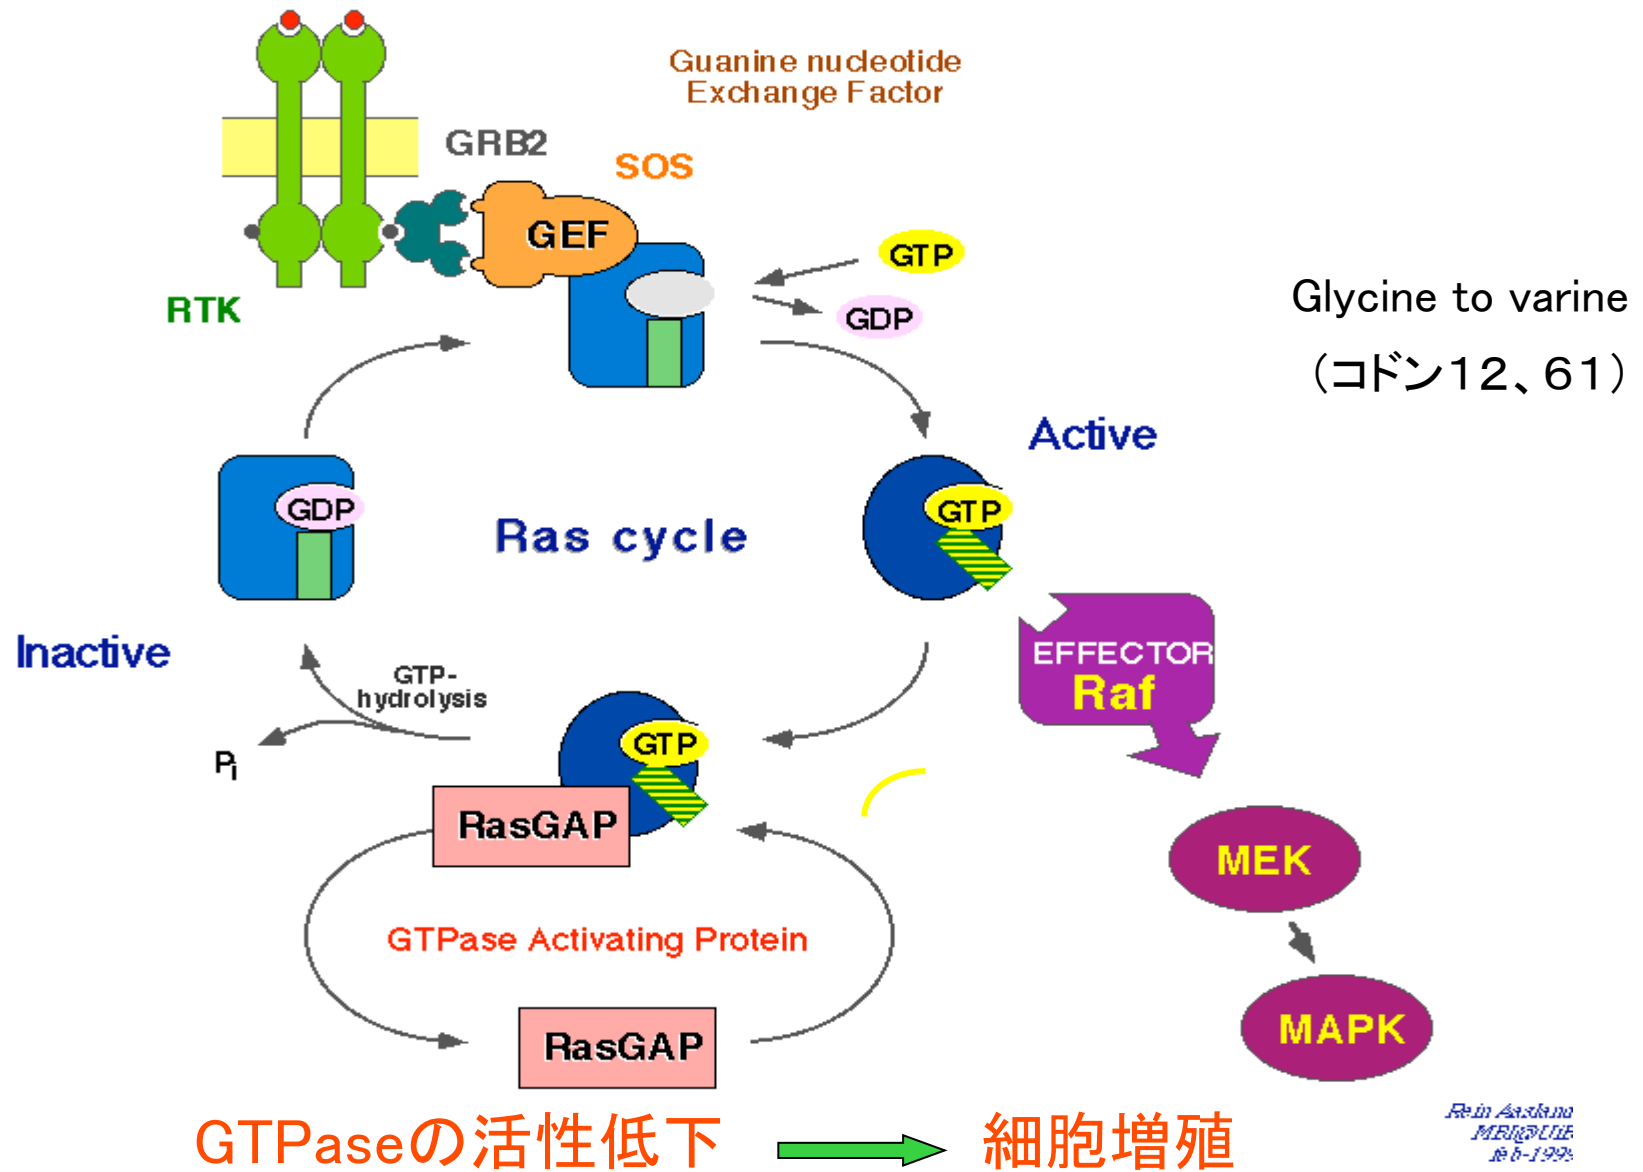 Guanine nucleotide
Exchange Factor
GRB2
SOS
GEF
GTP
GDP
RTK
Glycine to varine
（コドン１２、６１）
Active
GDP
Ras cycle
GTP
Inactive
EFFECTOR
Raf
GTP-
hydrolysis
Pi
GTP
RasGAP
MEK
GTPase Activating Protein
MAPK
RasGAP
GTPaseの活性低下
細胞増殖
Rein Aasland